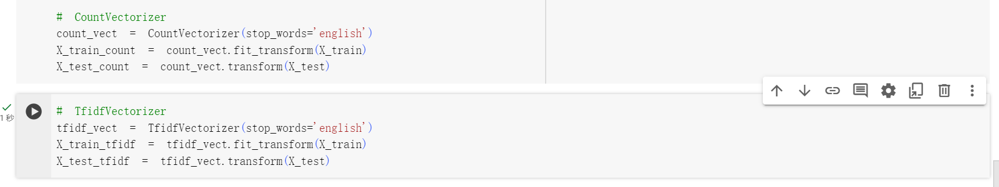 # CountVectorizer
count_vect = CountVectorizer(stop_words='english')
X_train_count = count_vect.fit_transform(X_train)
X_test_count = count_vect.transform(X_test)
1 秒
# TfidfVectorizer
tfidf_vect = TfidfVectorizer(stop_words='english')
X_train_tfidf = tfidf_vect.fit_transform(X_train)
X_test_tfidf = tfidf_vect.transform(X_test)